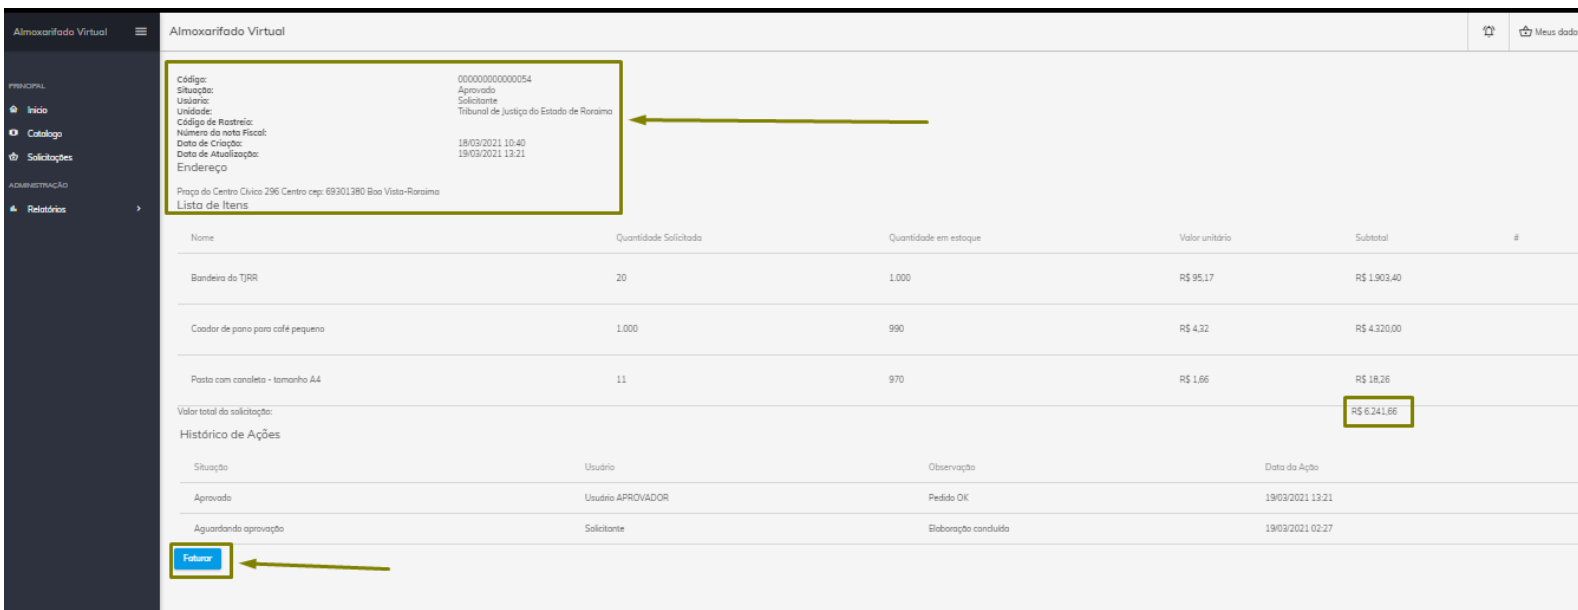 Almoxarifado Virtual
Almoxarifado Virtual
Meus dado
PRINCIPAL
Início
Catalogo
Solicitações
ADMINISTRAÇÃO
Relatórios
Código: 000000000000054
Situação: Aprovado
Usúario: Solicitante
Unidade: Tribunal de Justiça do Estado de Roraima
Código de Rastreio:
Número da nota Fiscal:
Data de Criação: 18/03/2021 10:40
Data de Atualização: 19/03/2021 13:21
Endereço
Praça do Centro Cívico 296 Centro cep: 69301380 Boa Vista-Roraima
Lista de Itens
Nome Quantidade Solicitada Quantidade em estoque Valor unitário Subtotal #
Bandeira do TJRR 20 1.000 R$ 95,17 R$ 1.903,40
Coador de pano para café pequeno 1.000 990 R$ 4,32 R$ 4.320,00
Pasta com canaleta - tamanho A4 11 970 R$ 1,66 R$ 18,26
Valor total da solicitação: R$ 6.241,66
Histórico de Ações
Situação Usuário Observação Data da Ação
Aprovado Usuário APROVADOR Pedido OK 19/03/2021 13:21
Aguardando aprovação Solicitante Elaboração concluída 19/03/2021 02:27
Faturar